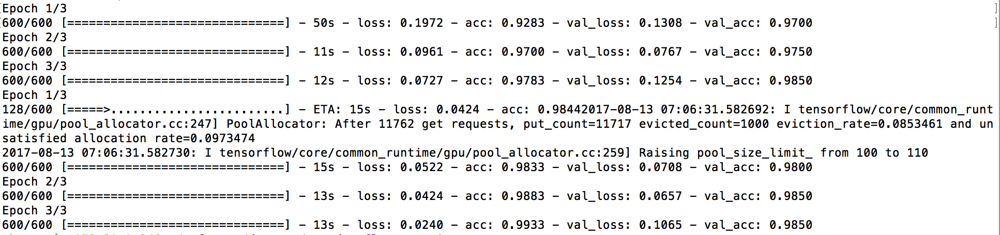 Epoch 1/3
600/600 [==============================] - 50s - loss: 0.1972 - acc: 0.9283 - val_loss: 0.1308 - val_acc: 0.9700
Epoch 2/3
600/600 [==============================] - 11s - loss: 0.0961 - acc: 0.9700 - val_loss: 0.0767 - val_acc: 0.9750
Epoch 3/3
600/600 [==============================] - 12s - loss: 0.0727 - acc: 0.9783 - val_loss: 0.1254 - val_acc: 0.9850
Epoch 1/3
128/600 [=====>........................] - ETA: 15s - loss: 0.0424 - acc: 0.98442017-08-13 07:06:31.582692: I tensorflow/core/common_runt
ime/gpu/pool_allocator.cc:247] PoolAllocator: After 11762 get requests, put_count=11717 evicted_count=1000 eviction_rate=0.0853461 and un
satisfied allocation rate=0.0973474
2017-08-13 07:06:31.582730: I tensorflow/core/common_runtime/gpu/pool_allocator.cc:259] Raising pool_size_limit_ from 100 to 110
600/600 [==============================] - 15s - loss: 0.0522 - acc: 0.9833 - val_loss: 0.0708 - val_acc: 0.9800
Epoch 2/3
600/600 [==============================] - 13s - loss: 0.0424 - acc: 0.9883 - val_loss: 0.0657 - val_acc: 0.9850
Epoch 3/3
600/600 [==============================] - 13s - loss: 0.0240 - acc: 0.9933 - val_loss: 0.1065 - val_acc: 0.9850